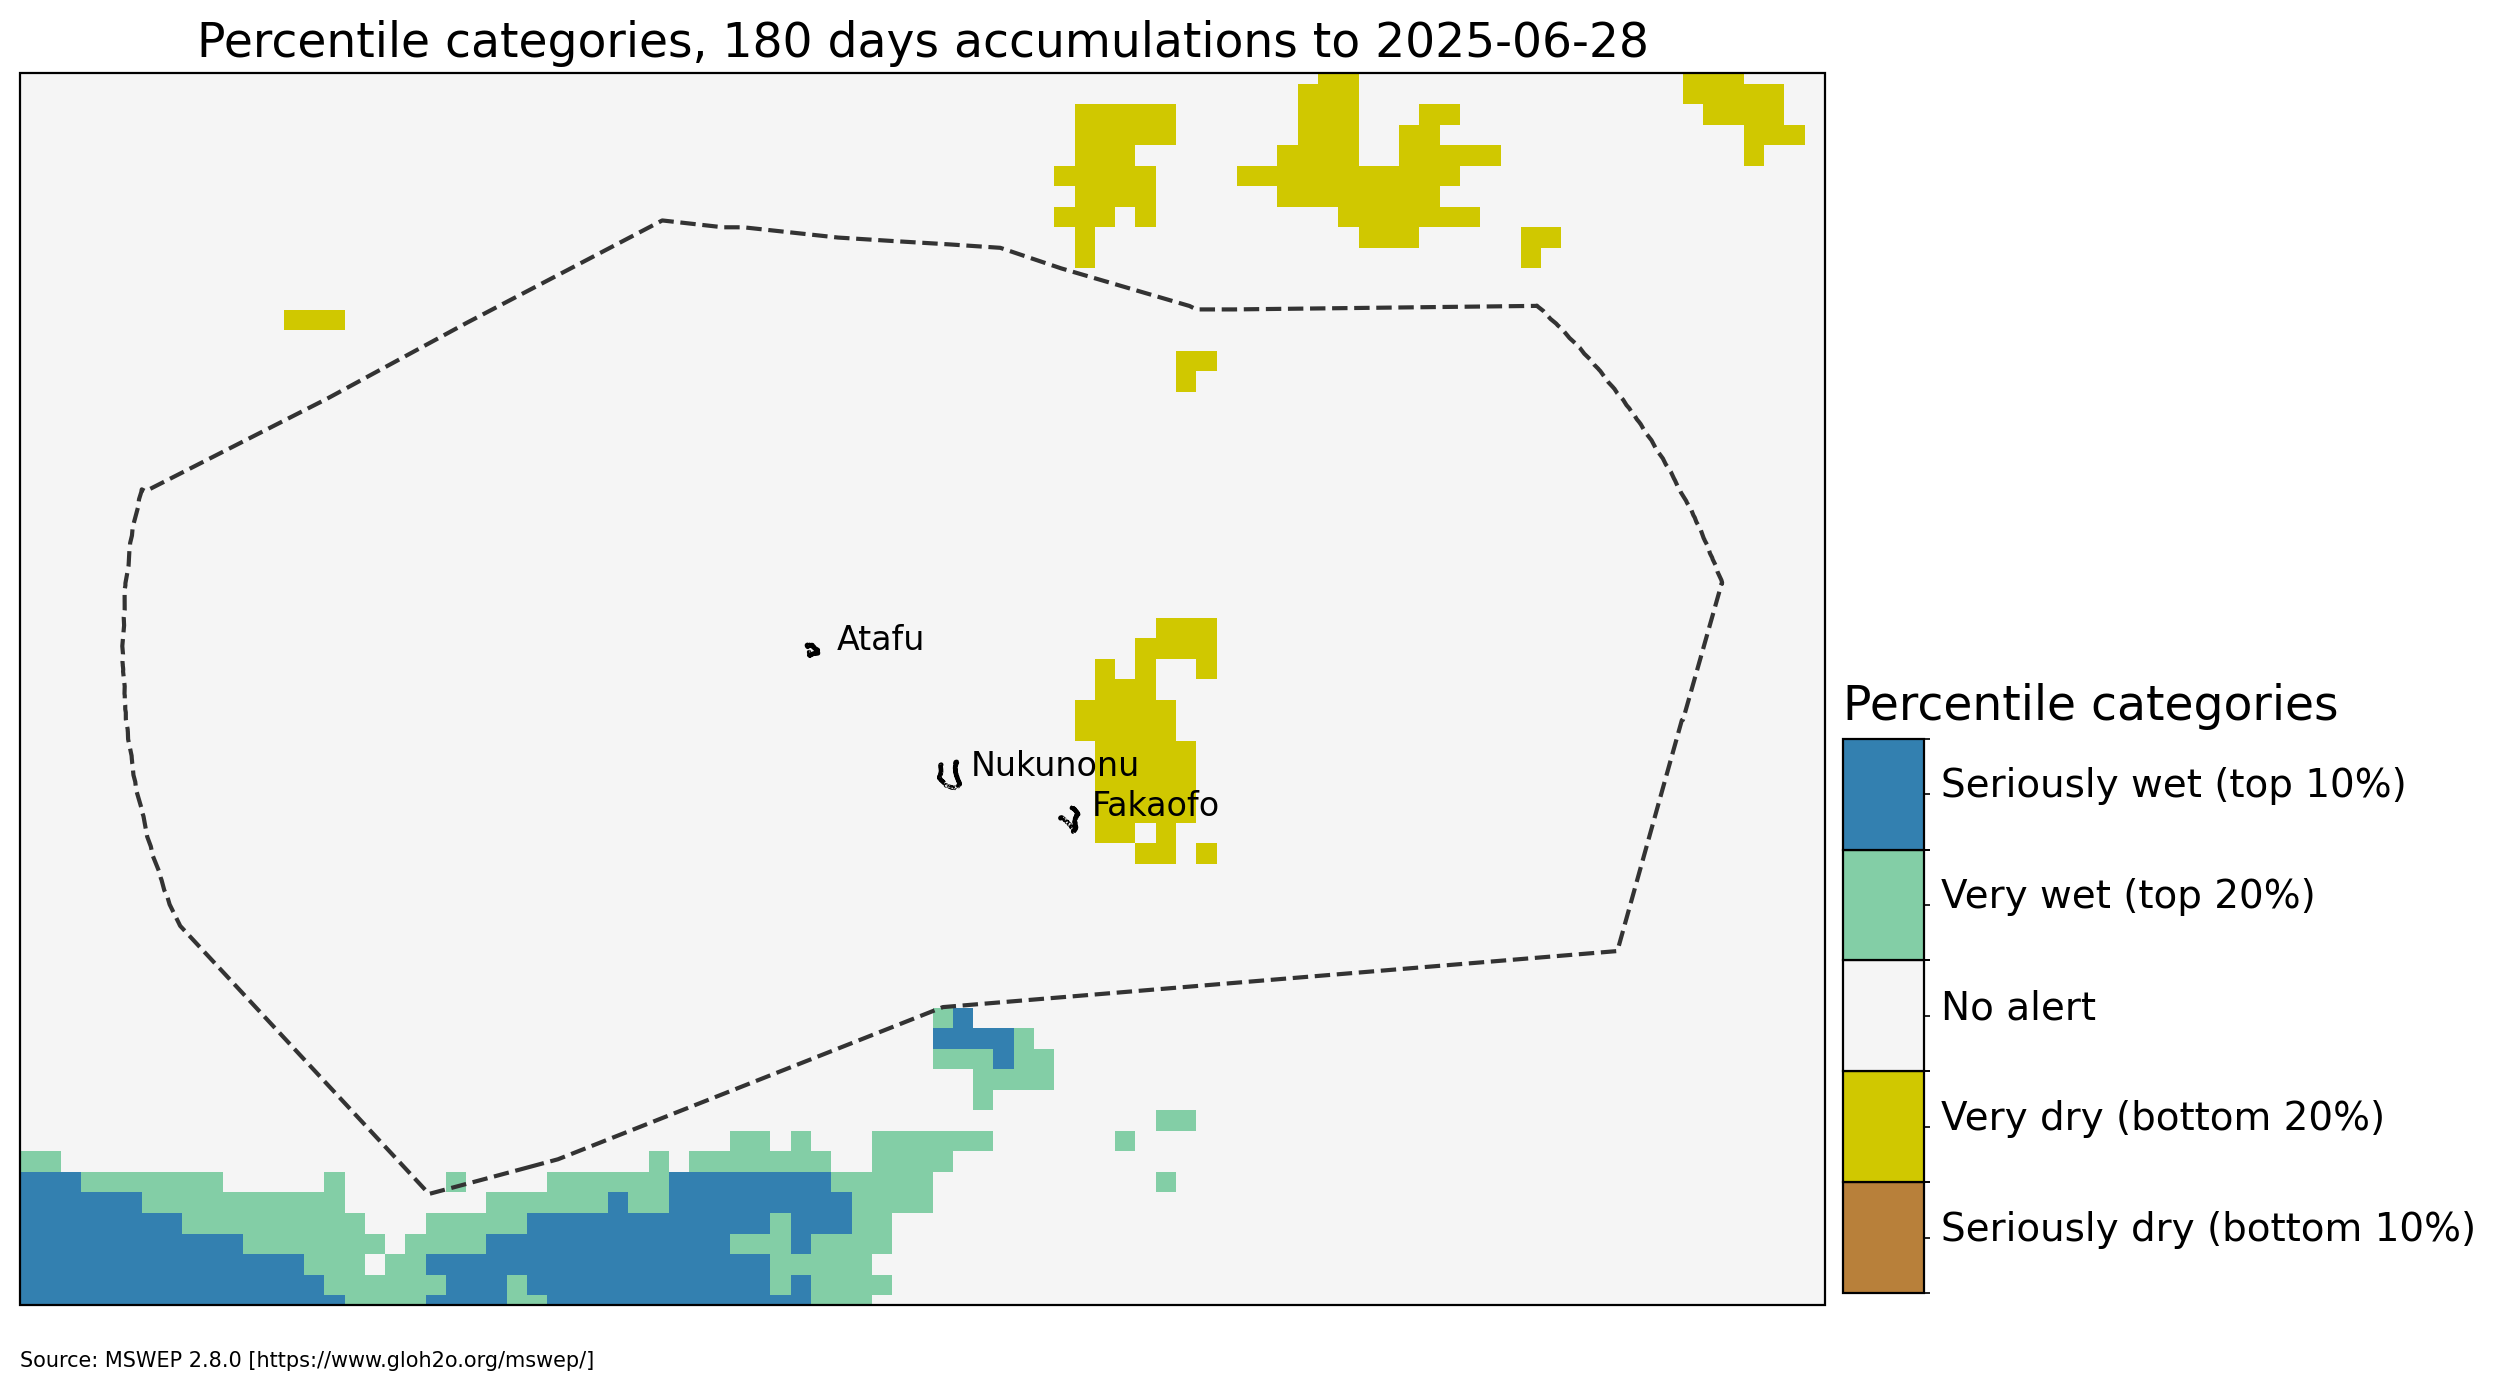 Percentile categories, 180 days accumulations to 2025-06-28
Atafu
Nukunonu
Fakaofo
Percentile categories
Seriously wet (top 10%)
Very wet (top 20%)
No alert
Very dry (bottom 20%)
Seriously dry (bottom 10%)
Source: MSWEP 2.8.0 [https://www.gloh2o.org/mswep/]